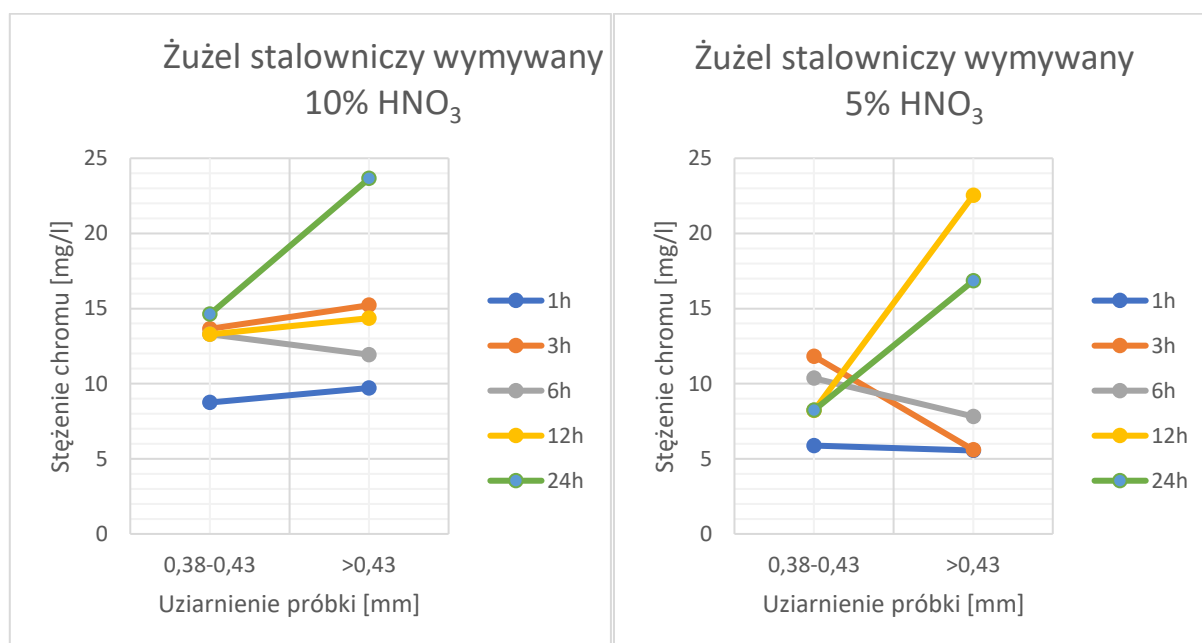 Żużel stalowniczy wymywany
10% HNO₃
Stężenie chromu [mg/l]
25
20
15
10
5
0
0,38-0,43
>0,43
Uziarnienie próbki [mm]
1h
3h
6h
12h
24h
Żużel stalowniczy wymywany
5% HNO₃
Stężenie chromu [mg/l]
25
20
15
10
5
0
0,38-0,43
>0,43
Uziarnienie próbki [mm]
1h
3h
6h
12h
24h